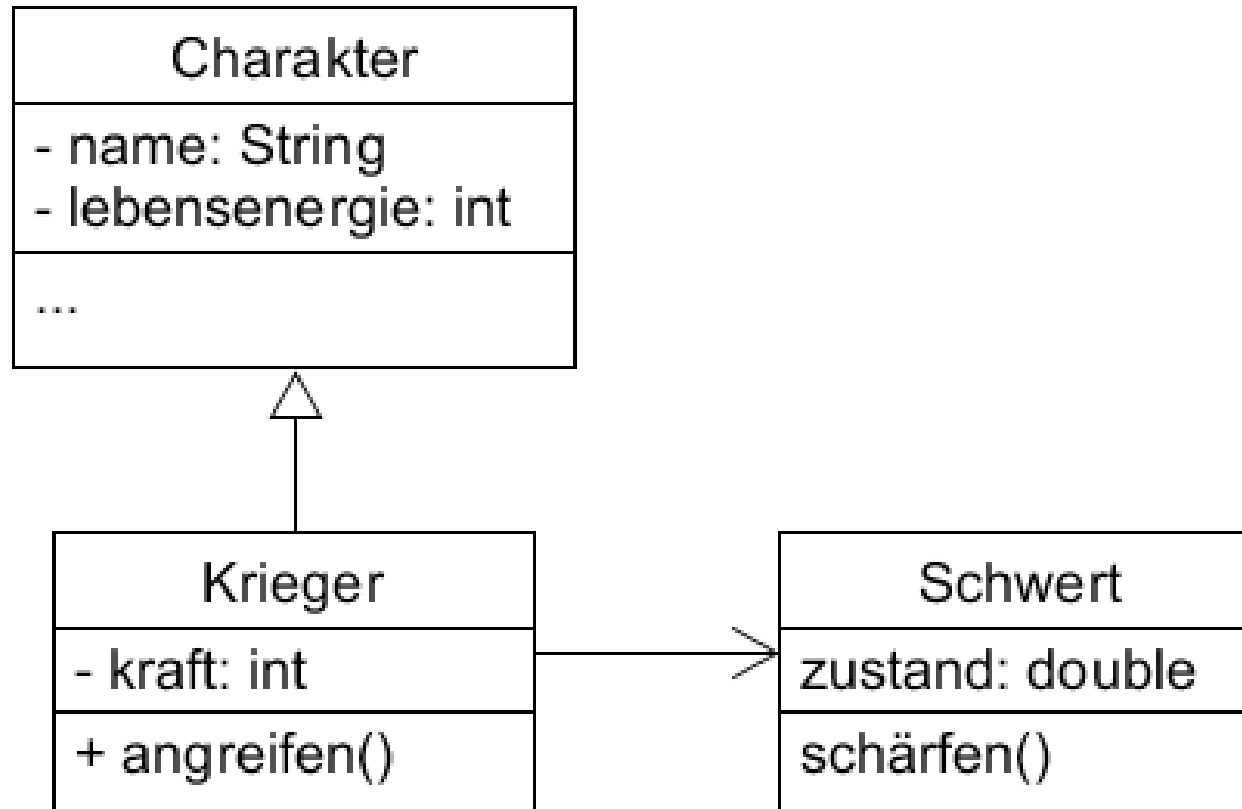 Charakter
- name: String
- lebensenergie: int
...
Krieger
- kraft: int
+ angreifen()
Schwert
zustand: double
schärfen()